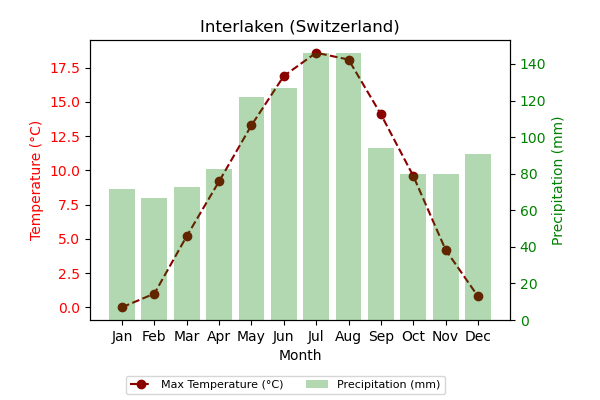 Interlaken (Switzerland)
17.5
15.0
12.5
10.0
7.5
5.0
2.5
0.0
Temperature (°C)
140
120
100
80
60
40
20
0
Precipitation (mm)
Jan Feb Mar Apr May Jun Jul Aug Sep Oct Nov Dec
Month
Max Temperature (°C) Precipitation (mm)